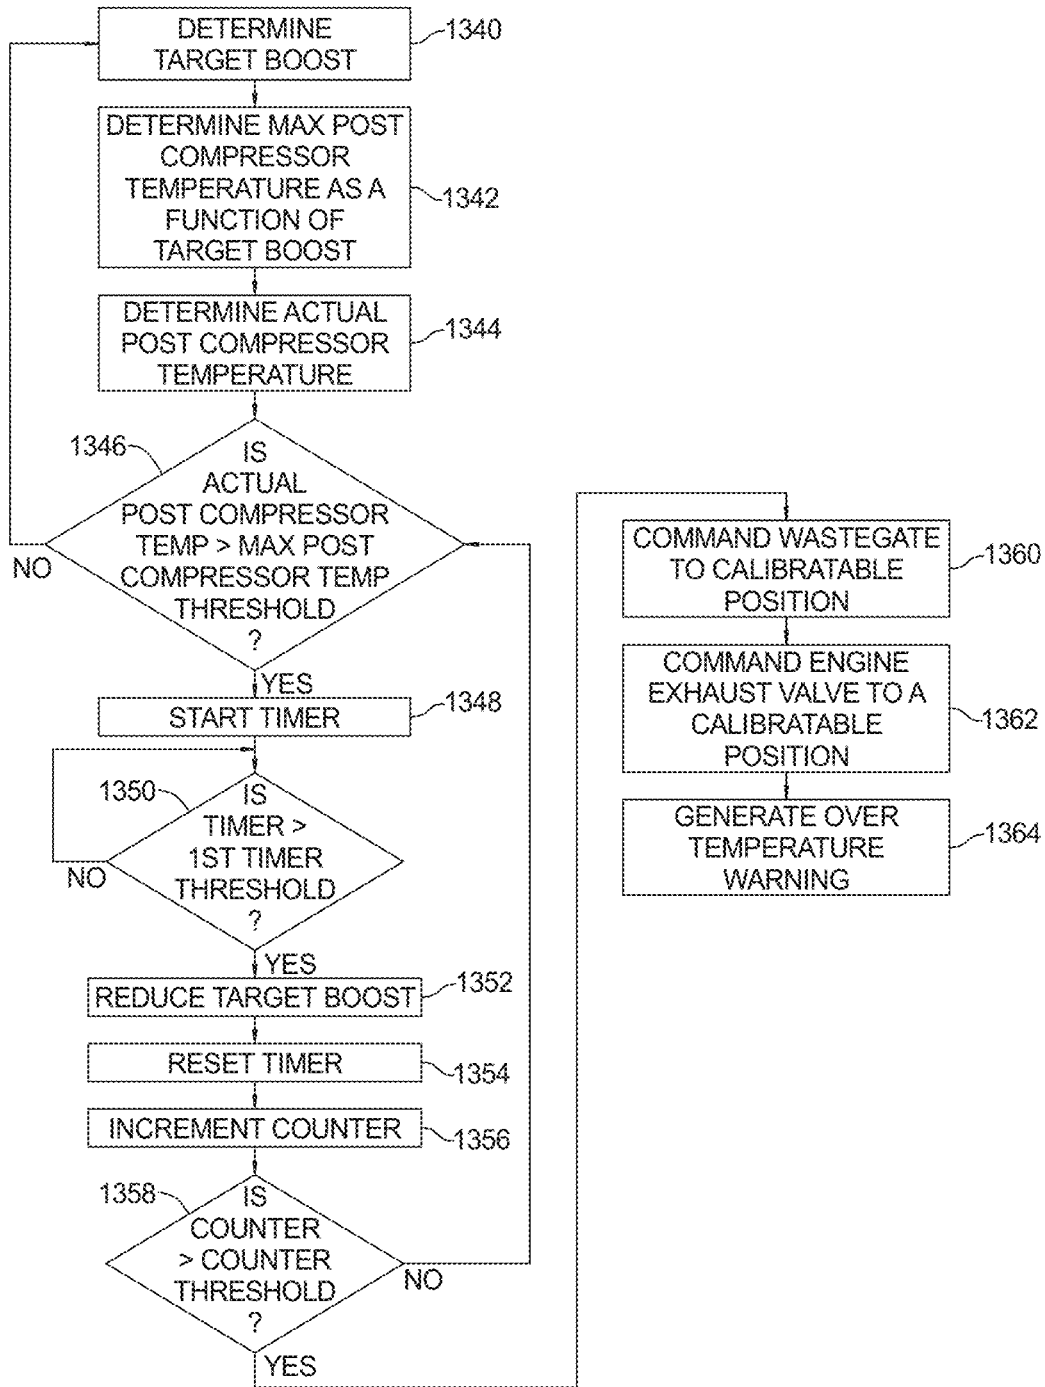 DETERMINE
TARGET BOOST
1340
DETERMINE MAX POST
COMPRESSOR
TEMPERATURE AS A
FUNCTION OF
TARGET BOOST
1342
DETERMINE ACTUAL
POST COMPRESSOR
TEMPERATURE
1344
1346
IS
ACTUAL
POST COMPRESSOR
TEMP > MAX POST
COMPRESSOR TEMP
THRESHOLD
?
NO
YES
START TIMER
1348
1350
IS
TIMER >
1ST TIMER
THRESHOLD
?
NO
YES
REDUCE TARGET BOOST
1352
RESET TIMER
1354
INCREMENT COUNTER
1356
1358
IS
COUNTER
> COUNTER
THRESHOLD
?
NO
YES
COMMAND WASTEGATE
TO CALIBRATABLE
POSITION
1360
COMMAND ENGINE
EXHAUST VALVE TO A
CALIBRATABLE
POSITION
1362
GENERATE OVER
TEMPERATURE
WARNING
1364